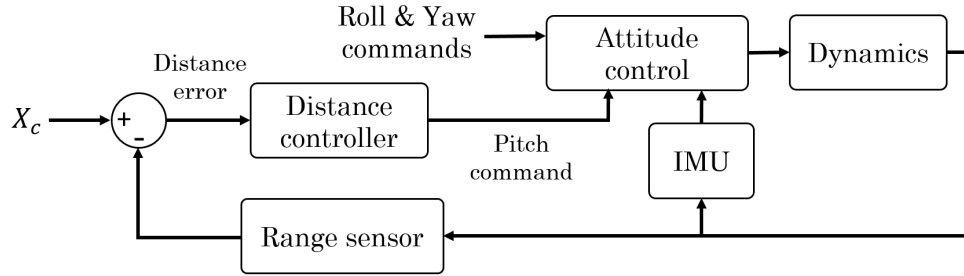 Roll & Yaw
commands
Attitude
control
Dynamics
Distance
error
X_c
+
-
Distance
controller
Pitch
command
IMU
Range sensor